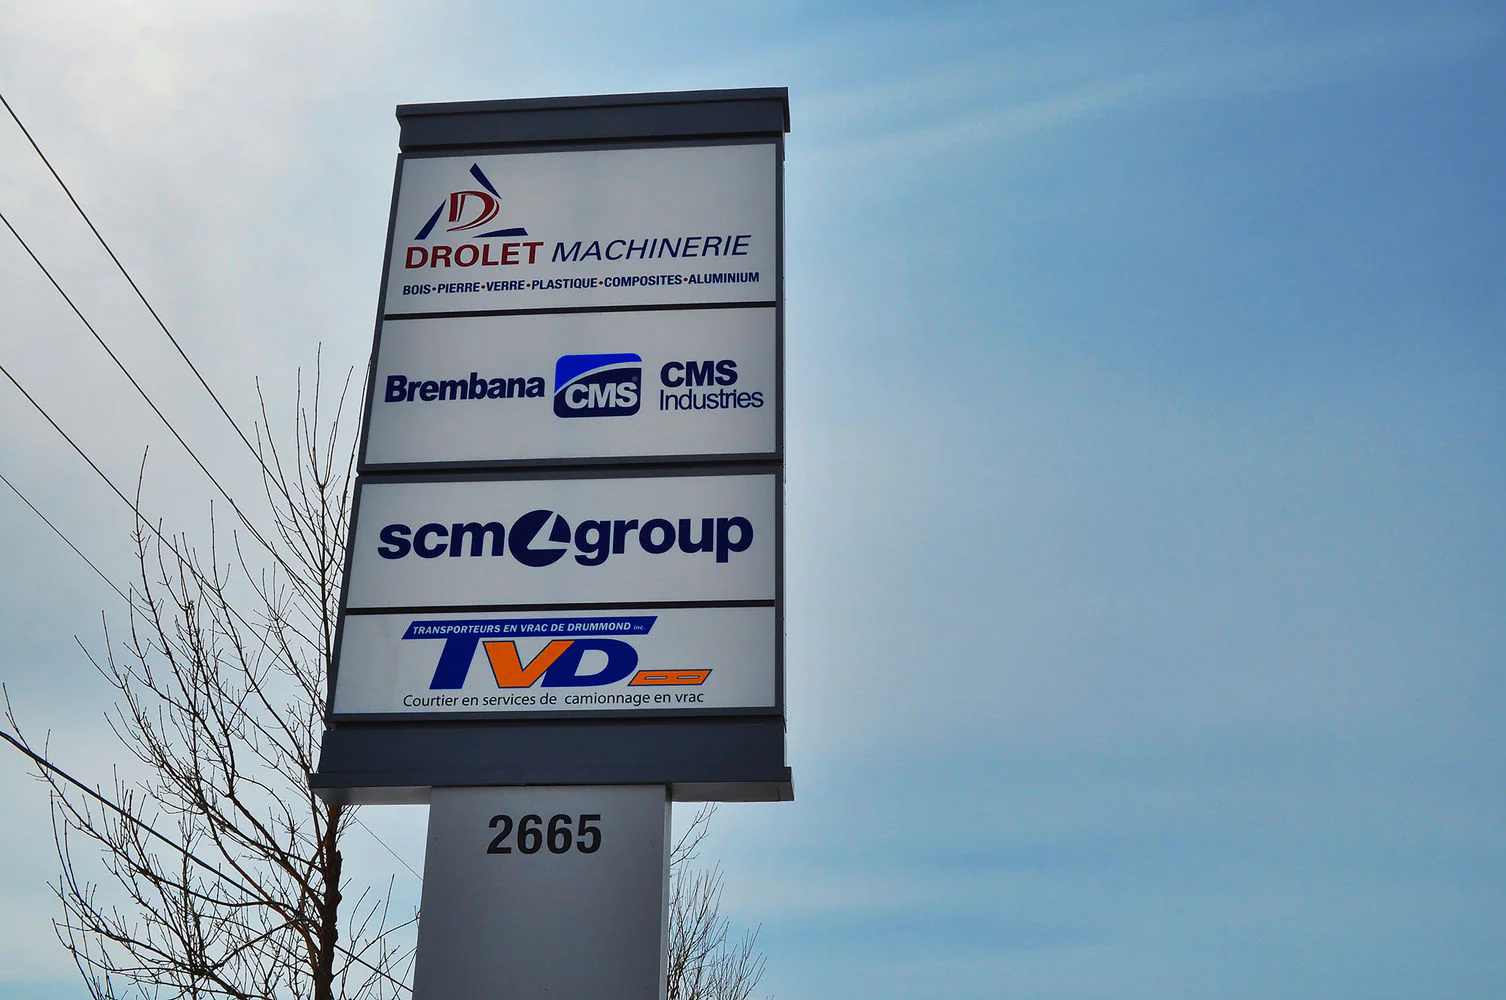 D
DROLET MACHINERIE
BOIS•PIERRE•VERRE•PLASTIQUE•COMPOSITES•ALUMINIUM
Brembana CMS® CMS Industries
scm group
TRANSPORTEURS EN VRAC DE DRUMMOND inc.
TVD
Courtier en services de camionnage en vrac
2665